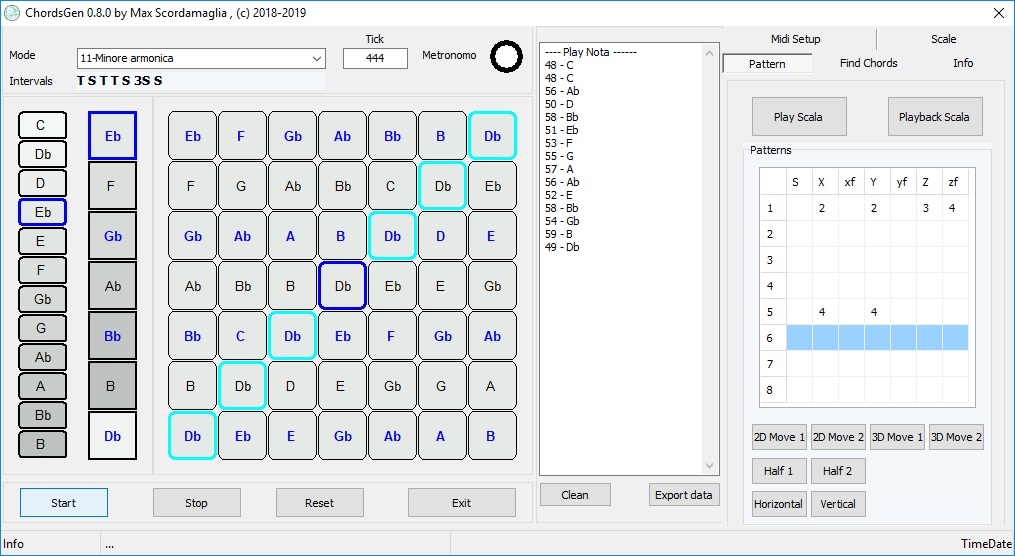 ChordsGen 0.8.0 by Max Scordamaglia , (c) 2018-2019
Mode
11-Minore armonica
Tick
444
Metronomo
Intervals
T S T T S 3S S
C
Db
D
Eb
E
F
Gb
G
Ab
A
Bb
B
Eb
F
Gb
Ab
Bb
B
Db
Eb F Gb Ab Bb B Db
F G Ab Bb C Db Eb
Gb Ab A B Db D E
Ab Bb B Db Eb E Gb
Bb C Db Eb F Gb Ab
B Db D E Gb G A
Db Eb E Gb Ab A B
Start Stop Reset Exit
---- Play Nota ------
48 - C
48 - C
56 - Ab
50 - D
58 - Bb
51 - Eb
53 - F
55 - G
57 - A
56 - Ab
52 - E
58 - Bb
54 - Gb
59 - B
49 - Db
Clean Export data
Midi Setup Scale
Pattern Find Chords Info
Play Scala Playback Scala
Patterns
S X xf Y yf Z zf
1 2 2 3 4
2
3
4
5 4 4
6
7
8
2D Move 1 2D Move 2 3D Move 1 3D Move 2
Half 1 Half 2
Horizontal Vertical
Info ... TimeDate